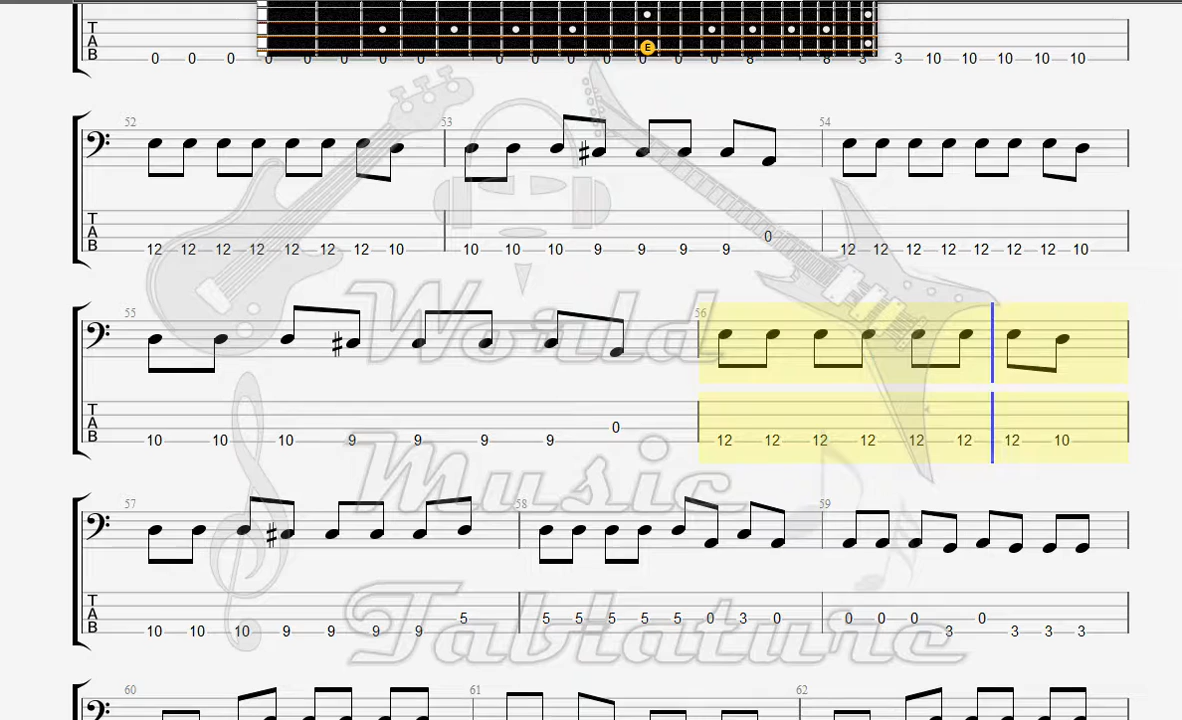 E
T
A
B
0 0 0 0 0 0 0 0 0 0 0 0 0 0 0 8 8 3 3 10 10 10 10 10
52 53 54
T
A
B
12 12 12 12 12 12 12 10 10 10 10 9 9 9 9 0 12 12 12 12 12 12 12 10
55 56
World
T
A
B
10 10 10 9 9 9 9 0 12 12 12 12 12 12 12 10
Music
57 58 59
T
A
B
10 10 10 9 9 9 9 5 5 5 5 5 5 0 3 0 0 0 0 3 0 3 3 3
Tablature
60 61 62